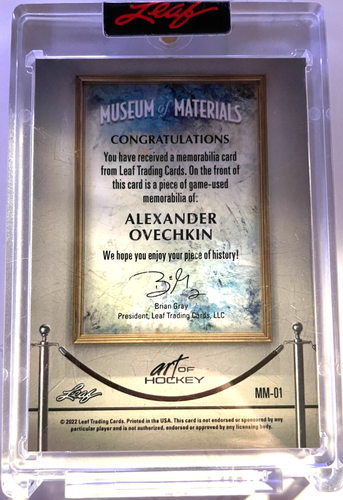 Leaf
MUSEUM of MATERIALS
CONGRATULATIONS
You have received a memorabilia card
from Leaf Trading Cards. On the front of
this card is a piece of game-used
memorabilia of:
ALEXANDER
OVECHKIN
We hope you enjoy your piece of history!
Brian Gray
President, Leaf Trading Cards, LLC
art OF
HOCKEY
Leaf
MM-01
© 2022 Leaf Trading Cards. Printed in the USA. This card is not endorsed or sponsored by any
particular player and is not authorized, endorsed or approved by any licensing body.